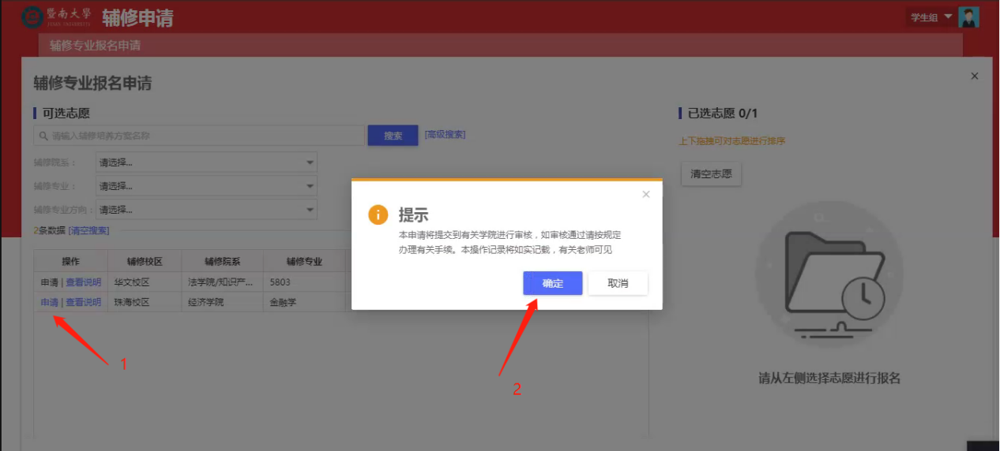 暨南大學 辅修申请
JINAN UNIVERSITY
学生组
辅修专业报名申请
辅修专业报名申请
×
可选志愿
请输入辅修培养方案名称
搜索
[高级搜索]
辅修院系： 请选择...
辅修专业： 请选择...
辅修专业方向： 请选择...
2条数据 [清空搜索]
操作 辅修校区 辅修院系 辅修专业
申请 | 查看说明 华文校区 法学院/知识产... 5803
申请 | 查看说明 珠海校区 经济学院 金融学
1
×
提示
本申请将提交到有关学院进行审核，如审核通过请按规定
办理有关手续。本操作记录将如实记载，有关老师可见
确定 取消
2
已选志愿 0/1
上下拖拽可对志愿进行排序
清空志愿
请从左侧选择志愿进行报名